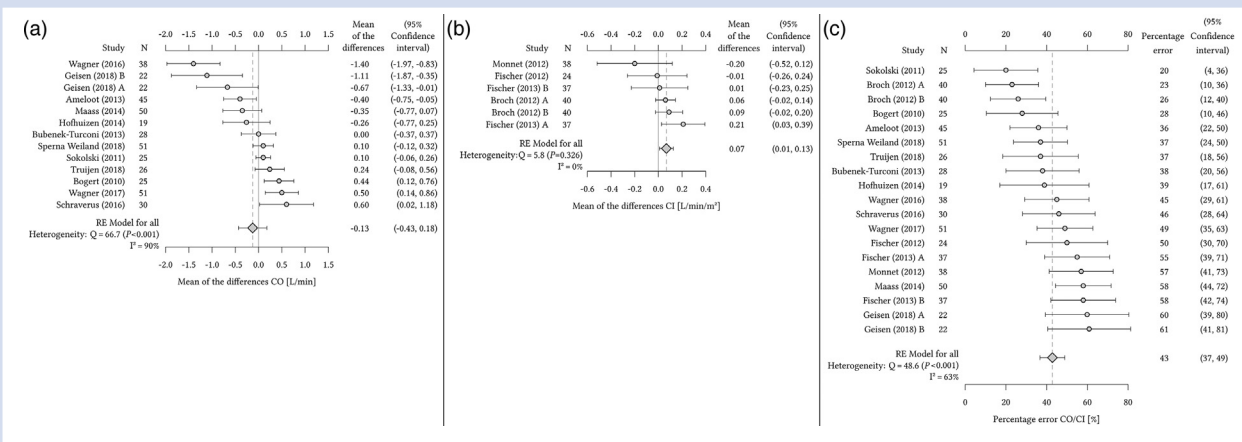 (a)
Mean of the differences
(95% Confidence interval)
Study N -2.0 -1.5 -1.0 -0.5 0.0 0.5 1.0 1.5
Wagner (2016) 38 -1.40 (-1.97, -0.83)
Geisen (2018) B 22 -1.11 (-1.87, -0.35)
Geisen (2018) A 22 -0.67 (-1.33, -0.01)
Ameloot (2013) 45 -0.40 (-0.75, -0.05)
Maass (2014) 50 -0.35 (-0.77, 0.07)
Hofhuizen (2014) 19 -0.26 (-0.77, 0.25)
Bubenek-Turconi (2013) 28 0.00 (-0.37, 0.37)
Sperna Weiland (2018) 51 0.10 (-0.12, 0.32)
Sokolski (2011) 25 0.10 (-0.06, 0.26)
Truijen (2018) 26 0.24 (-0.08, 0.56)
Bogert (2010) 25 0.44 (0.12, 0.76)
Wagner (2017) 51 0.50 (0.14, 0.86)
Schraverus (2016) 30 0.60 (0.02, 1.18)
RE Model for all -0.13 (-0.43, 0.18)
Heterogeneity: Q = 66.7 (P<0.001)
I² = 90%
-2.0 -1.5 -1.0 -0.5 0.0 0.5 1.0 1.5
Mean of the differences CO [L/min]
(b)
Mean of the differences
(95% Confidence interval)
Study N -0.6 -0.4 -0.2 0.0 0.2 0.4
Monnet (2012) 38 -0.20 (-0.52, 0.12)
Fischer (2012) 24 -0.01 (-0.26, 0.24)
Fischer (2013) B 37 0.01 (-0.23, 0.25)
Broch (2012) A 40 0.06 (-0.02, 0.14)
Broch (2012) B 40 0.09 (-0.02, 0.20)
Fischer (2013) A 37 0.21 (0.03, 0.39)
RE Model for all 0.07 (0.01, 0.13)
Heterogeneity: Q = 5.8 (P=0.326)
I² = 0%
-0.6 -0.4 -0.2 0.0 0.2 0.4
Mean of the differences CI [L/min/m²]
(c)
Percentage error
(95% Confidence interval)
Study N 0 20 40 60 80
Sokolski (2011) 25 20 (4, 36)
Broch (2012) A 40 23 (10, 36)
Broch (2012) B 40 26 (12, 40)
Bogert (2010) 25 28 (10, 46)
Ameloot (2013) 45 36 (22, 50)
Sperna Weiland (2018) 51 37 (24, 50)
Truijen (2018) 26 37 (18, 56)
Bubenek-Turconi (2013) 28 38 (20, 56)
Hofhuizen (2014) 19 39 (17, 61)
Wagner (2016) 38 45 (29, 61)
Schraverus (2016) 30 46 (28, 64)
Wagner (2017) 51 49 (35, 63)
Fischer (2012) 24 50 (30, 70)
Fischer (2013) A 37 55 (39, 71)
Monnet (2012) 38 57 (41, 73)
Maass (2014) 50 58 (44, 72)
Fischer (2013) B 37 58 (42, 74)
Geisen (2018) A 22 60 (39, 80)
Geisen (2018) B 22 61 (41, 81)
RE Model for all 43 (37, 49)
Heterogeneity: Q = 48.6 (P<0.001)
I² = 63%
0 20 40 60 80
Percentage error CO/CI [%]